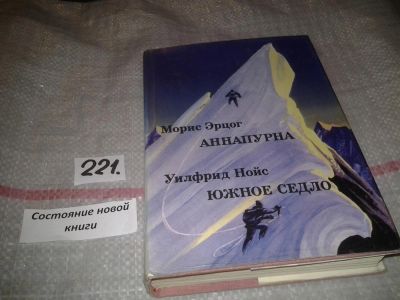 Морис Эрцог
АННАПУРНА
Уилфрид Нойс
ЮЖНОЕ СЕДЛО
221.
Состояние новой
книги